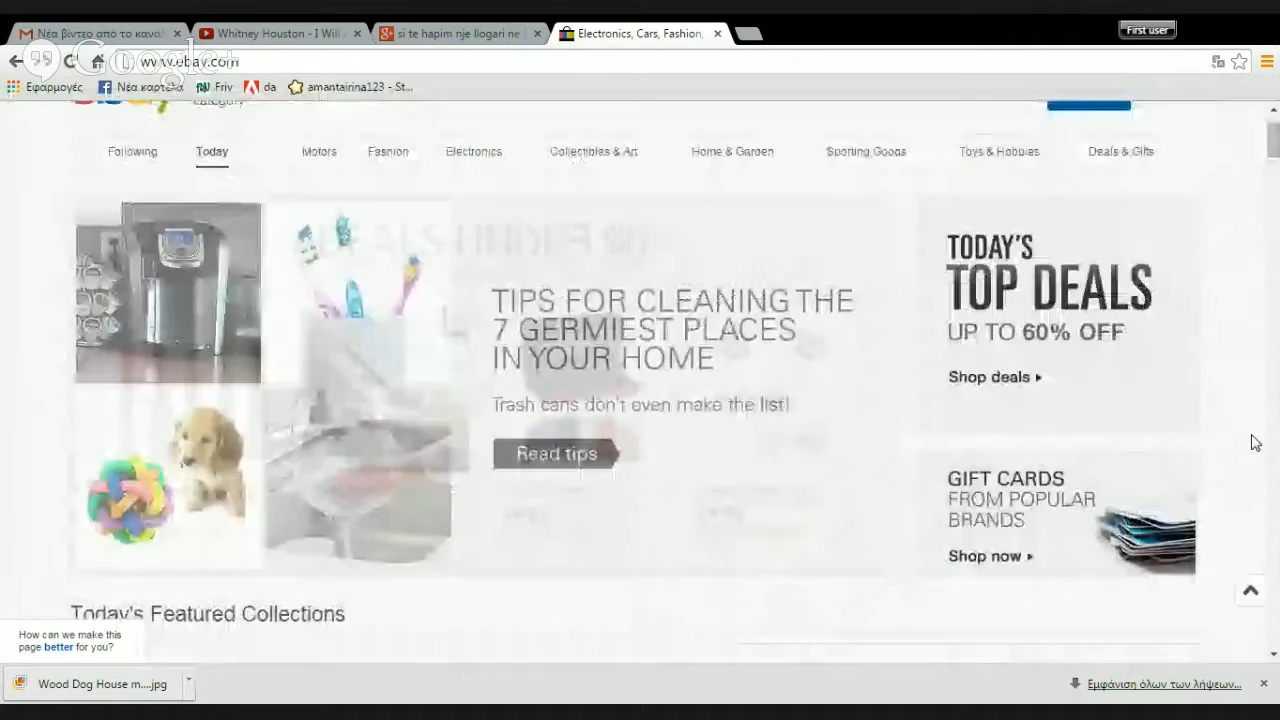 Νέα βίντεο από το κανάλ
Whitney Houston - I Will A
si te hapim nje llogari ne
Electronics, Cars, Fashion,
First user
Google+
www.ebay.com
Εφαρμογές
Νέα καρτέλα
Friv
da
amantairina123 - St...
category
Following
Today
Motors
Fashion
Electronics
Collectibles & Art
Home & Garden
Sporting Goods
Toys & Hobbies
Deals & Gifts
DEALS UNDER
TIPS FOR CLEANING THE
7 GERMIEST PLACES
IN YOUR HOME
Trash cans don't even make the list!
Read tips
TODAY'S
TOP DEALS
UP TO 60% OFF
Shop deals
GIFT CARDS
FROM POPULAR
BRANDS
Shop now
Today's Featured Collections
How can we make this
page better for you?
Wood Dog House m....jpg
Εμφάνιση όλων των λήψεων...